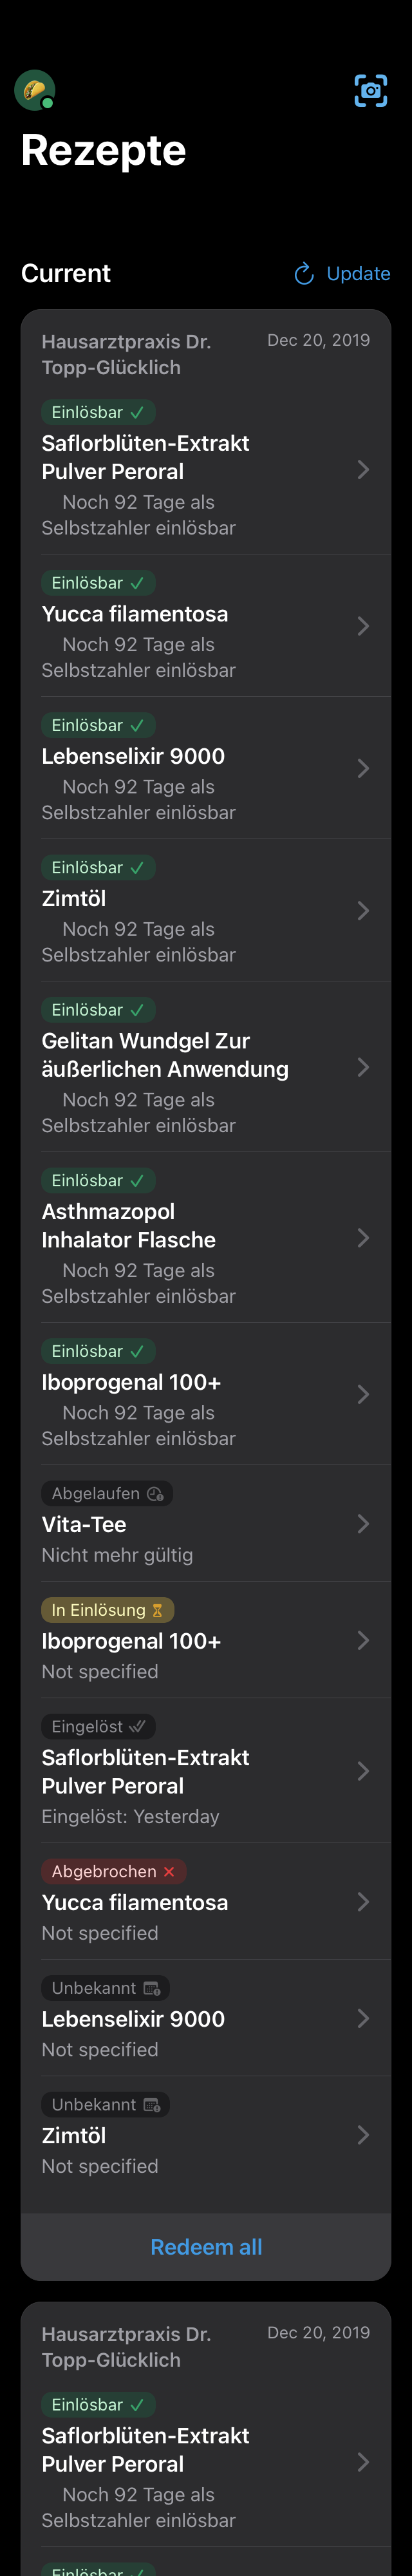 Rezepte
Current
Update
Hausarztpraxis Dr.
Topp-Glücklich
Dec 20, 2019
Einlösbar
Saflorblüten-Extrakt
Pulver Peroral
Noch 92 Tage als
Selbstzahler einlösbar
Einlösbar
Yucca filamentosa
Noch 92 Tage als
Selbstzahler einlösbar
Einlösbar
Lebenselixir 9000
Noch 92 Tage als
Selbstzahler einlösbar
Einlösbar
Zimtöl
Noch 92 Tage als
Selbstzahler einlösbar
Einlösbar
Gelitan Wundgel Zur
äußerlichen Anwendung
Noch 92 Tage als
Selbstzahler einlösbar
Einlösbar
Asthmazopol
Inhalator Flasche
Noch 92 Tage als
Selbstzahler einlösbar
Einlösbar
Iboprogenal 100+
Noch 92 Tage als
Selbstzahler einlösbar
Abgelaufen
Vita-Tee
Nicht mehr gültig
In Einlösung
Iboprogenal 100+
Not specified
Eingelöst
Saflorblüten-Extrakt
Pulver Peroral
Eingelöst: Yesterday
Abgebrochen
Yucca filamentosa
Not specified
Unbekannt
Lebenselixir 9000
Not specified
Unbekannt
Zimtöl
Not specified
Redeem all
Hausarztpraxis Dr.
Topp-Glücklich
Dec 20, 2019
Einlösbar
Saflorblüten-Extrakt
Pulver Peroral
Noch 92 Tage als
Selbstzahler einlösbar
Einlösbar